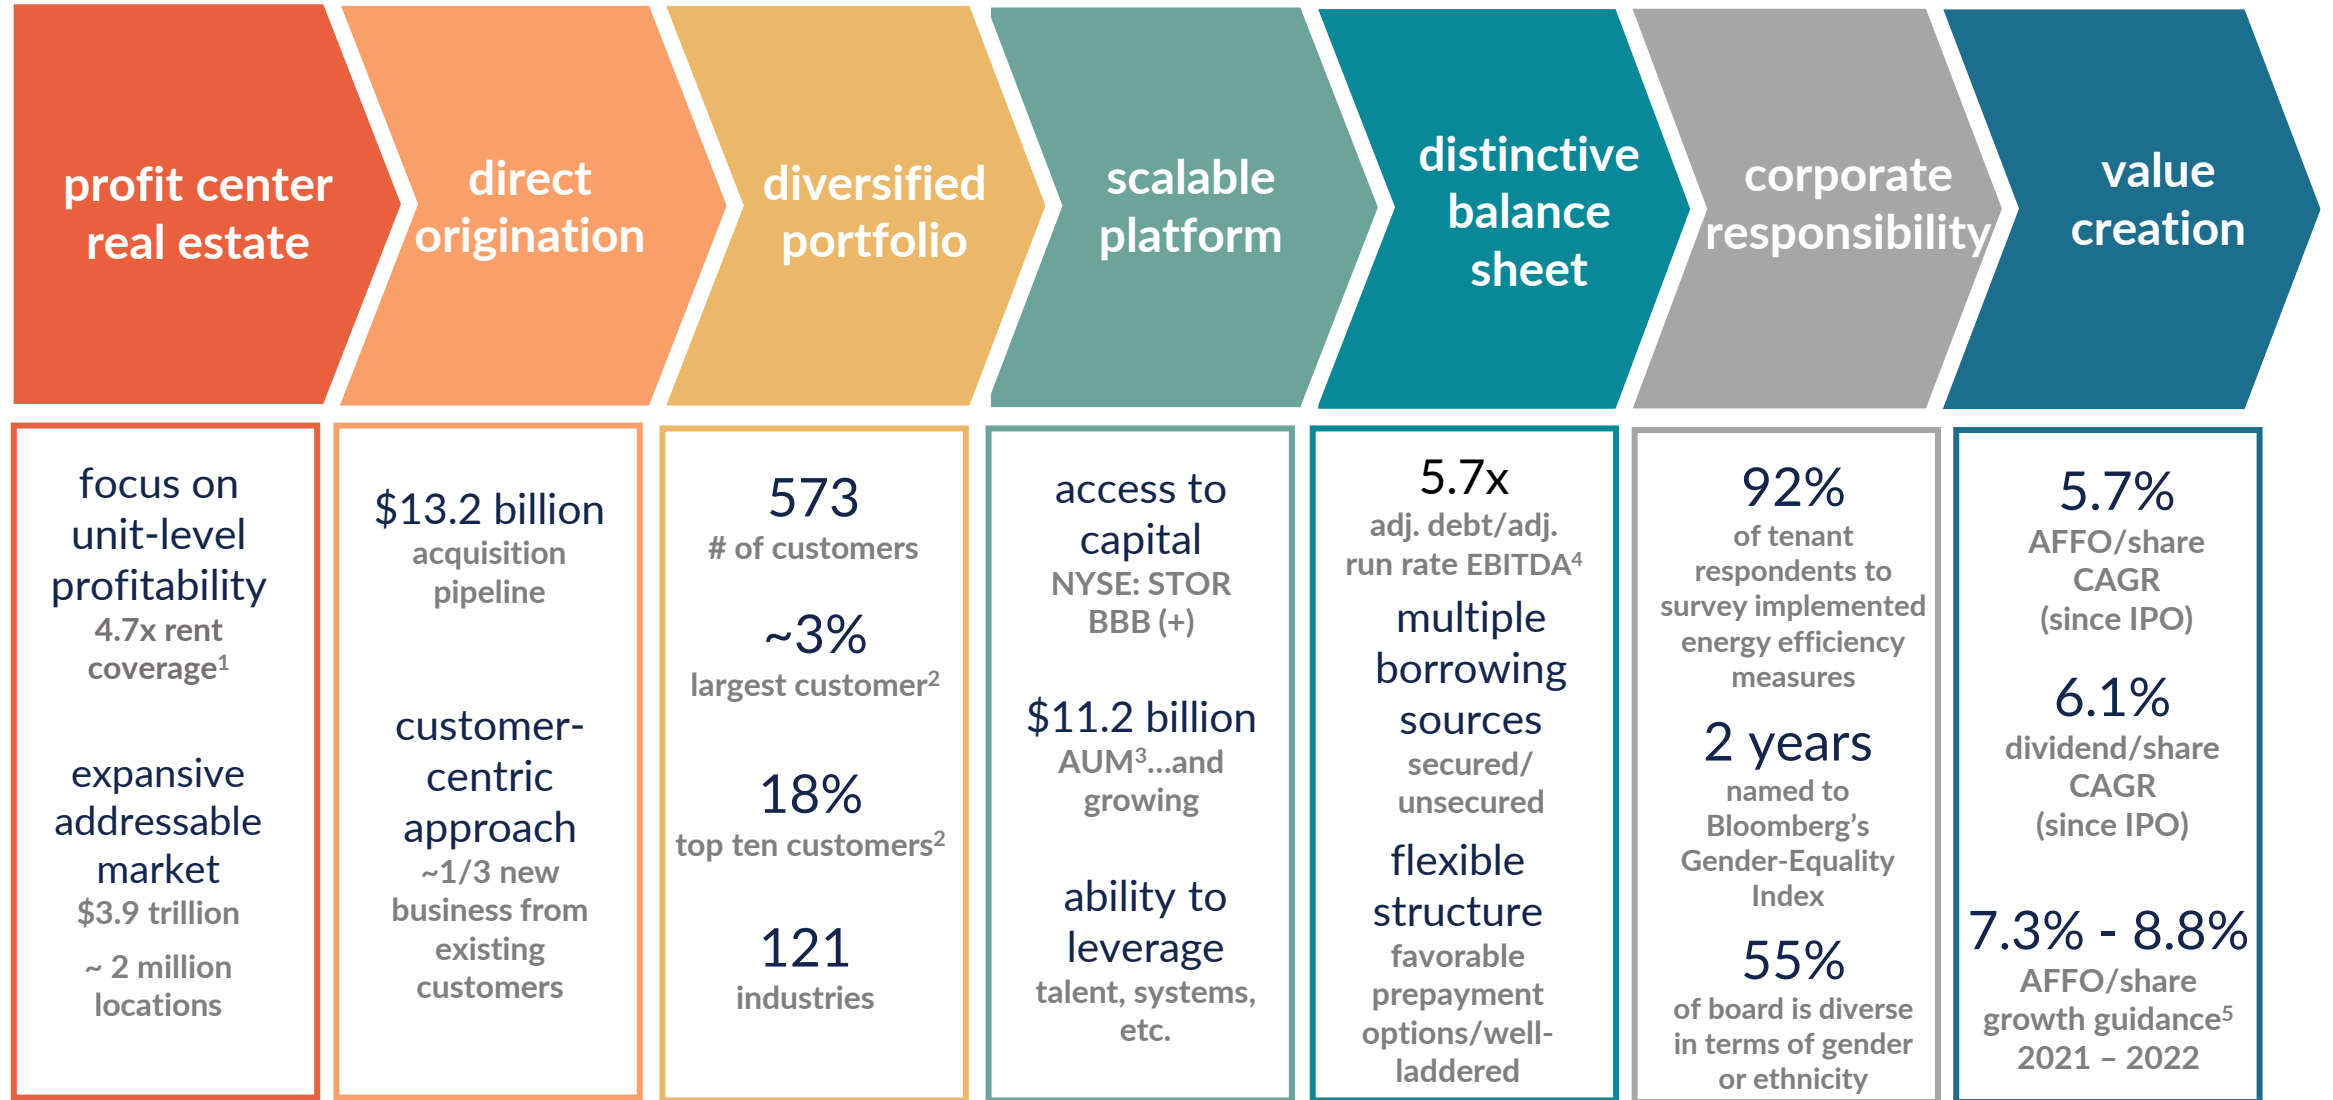 profit center
real estate
direct
origination
diversified
portfolio
scalable
platform
distinctive
balance
sheet
corporate
responsibility
value
creation
focus on
unit-level
profitability
4.7x rent
coverage¹
expansive
addressable
market
$3.9 trillion
~ 2 million
locations
$13.2 billion
acquisition
pipeline
customer-
centric
approach
~1/3 new
business from
existing
customers
573
# of customers
~3%
largest customer²
18%
top ten customers²
121
industries
access to
capital
NYSE: STOR
BBB (+)
$11.2 billion
AUM³...and
growing
ability to
leverage
talent, systems,
etc.
5.7x
adj. debt/adj.
run rate EBITDA⁴
multiple
borrowing
sources
secured/
unsecured
flexible
structure
favorable
prepayment
options/well-
laddered
92%
of tenant
respondents to
survey implemented
energy efficiency
measures
2 years
named to
Bloomberg’s
Gender-Equality
Index
55%
of board is diverse
in terms of gender
or ethnicity
5.7%
AFFO/share
CAGR
(since IPO)
6.1%
dividend/share
CAGR
(since IPO)
7.3% - 8.8%
AFFO/share
growth guidance⁵
2021 – 2022